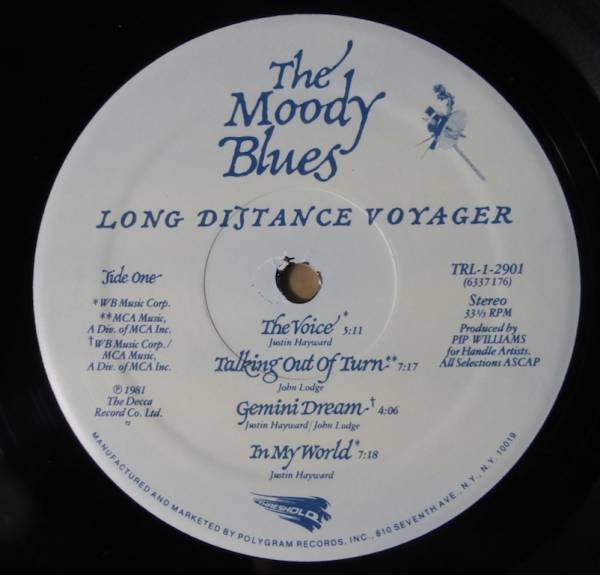 The
Moody
Blues
LONG DISTANCE VOYAGER
Side One
* WB Music Corp.
** MCA Music,
A Div. of MCA Inc.
† WB Music Corp./
MCA Music,
A Div. of MCA Inc.
℗ 1981
The Decca
Record Co. Ltd.
72
TRL-1-2901
(6337 176)
Stereo
33⅓ RPM
Produced by
PIP WILLIAMS
for Handle Artists.
All Selections ASCAP
The Voice* 5:11
Justin Hayward
Talking Out Of Turn** 7:17
John Lodge
Gemini Dream† 4:06
Justin Hayward/John Lodge
In My World* 7:18
Justin Hayward
THRESHOLD
MANUFACTURED AND MARKETED BY POLYGRAM RECORDS, INC., 810 SEVENTH AVE., N.Y., N.Y. 10019